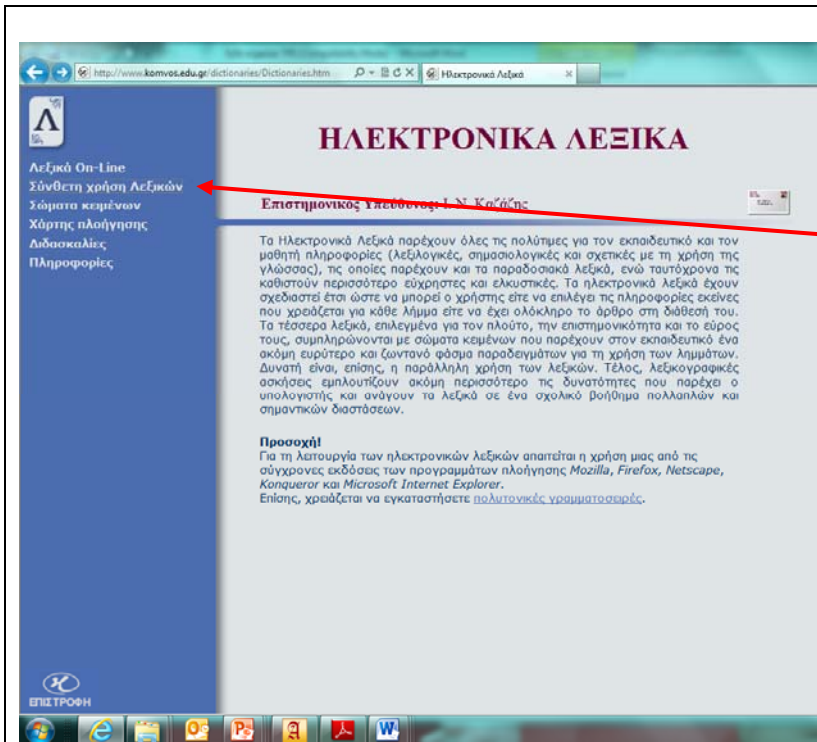 http://www.komvos.edu.gr/dictionaries/Dictionaries.htm
Ηλεκτρονικά Λεξικά
Λ
Λεξικά On-Line
Σύνθετη χρήση Λεξικών
Σώματα κειμένων
Χάρτης πλοήγησης
Διδασκαλίες
Πληροφορίες
ΗΛΕΚΤΡΟΝΙΚΑ ΛΕΞΙΚΑ
Επιστημονικός Υπεύθυνος: Ι. Ν. Καζάζης
Τα Ηλεκτρονικά Λεξικά παρέχουν όλες τις πολύτιμες για τον εκπαιδευτικό και τον
μαθητή πληροφορίες (λεξιλογικές, σημασιολογικές και σχετικές με τη χρήση της
γλώσσας), τις οποίες παρέχουν και τα παραδοσιακά λεξικά, ενώ ταυτόχρονα τις
καθιστούν περισσότερο εύχρηστες και ελκυστικές. Τα ηλεκτρονικά λεξικά έχουν
σχεδιαστεί έτσι ώστε να μπορεί ο χρήστης είτε να επιλέγει τις πληροφορίες εκείνες
που χρειάζεται για κάθε λήμμα είτε να έχει ολόκληρο το άρθρο στη διάθεσή του.
Τα τέσσερα λεξικά, επιλεγμένα για τον πλούτο, την επιστημονικότητα και το εύρος
τους, συμπληρώνονται με σώματα κειμένων που παρέχουν στον εκπαιδευτικό ένα
ακόμη ευρύτερο και ζωντανό φάσμα παραδειγμάτων για τη χρήση των λημμάτων.
Δυνατή είναι, επίσης, η παράλληλη χρήση των λεξικών. Τέλος, λεξικογραφικές
ασκήσεις εμπλουτίζουν ακόμη περισσότερο τις δυνατότητες που παρέχει ο
υπολογιστής και ανάγουν τα λεξικά σε ένα σχολικό βοήθημα πολλαπλών και
σημαντικών διαστάσεων.
Προσοχή!
Για τη λειτουργία των ηλεκτρονικών λεξικών απαιτείται η χρήση μιας από τις
σύγχρονες εκδόσεις των προγραμμάτων πλοήγησης Mozilla, Firefox, Netscape,
Konqueror και Microsoft Internet Explorer.
Επίσης, χρειάζεται να εγκαταστήσετε πολυτονικές γραμματοσειρές.
ΕΠΙΣΤΡΟΦΗ